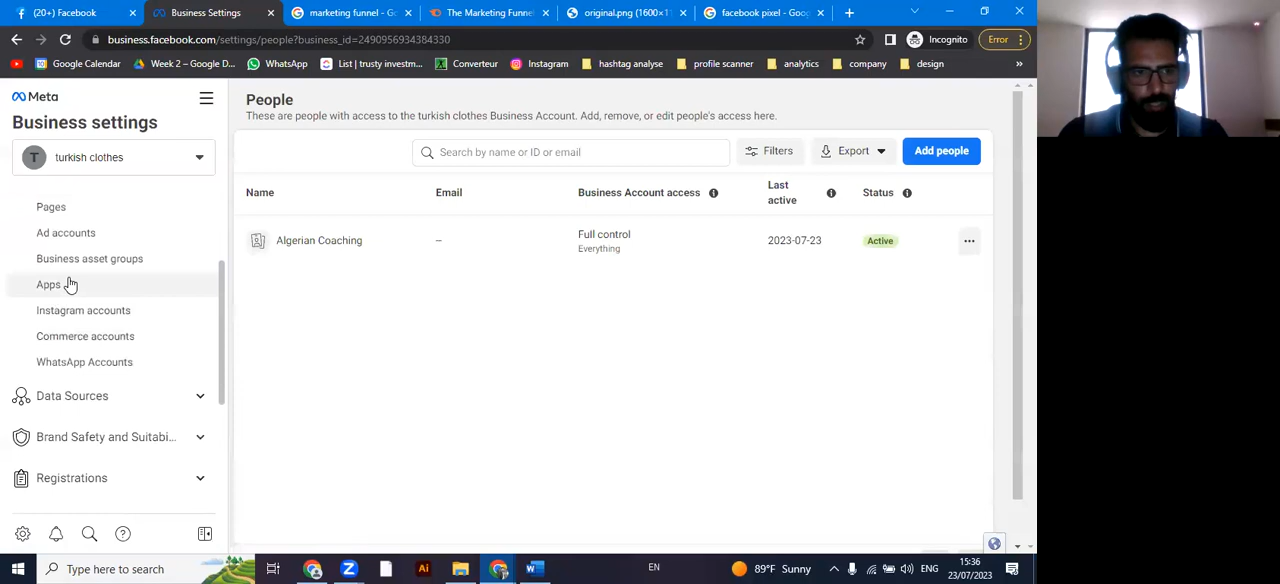 (20+) Facebook
Business Settings
marketing funnel - Go
The Marketing Funne
original.png (1600×1
facebook pixel - Goo
business.facebook.com/settings/people?business_id=2490956934384330
Incognito
Error
Google Calendar
Week 2 – Google D...
WhatsApp
List | trusty investm...
Converteur
Instagram
hashtag analyse
profile scanner
analytics
company
design
»
Meta
Business settings
T
turkish clothes
Pages
Ad accounts
Business asset groups
Apps
Instagram accounts
Commerce accounts
WhatsApp Accounts
Data Sources
Brand Safety and Suitabi...
Registrations
People
These are people with access to the turkish clothes Business Account. Add, remove, or edit people's access here.
Search by name or ID or email
Filters
Export
Add people
Name
Email
Business Account access
Last active
Status
Algerian Coaching
--
Full control
Everything
2023-07-23
Active
Type here to search
Z
Ai
W
EN
89°F Sunny
ENG
15:36
23/07/2023